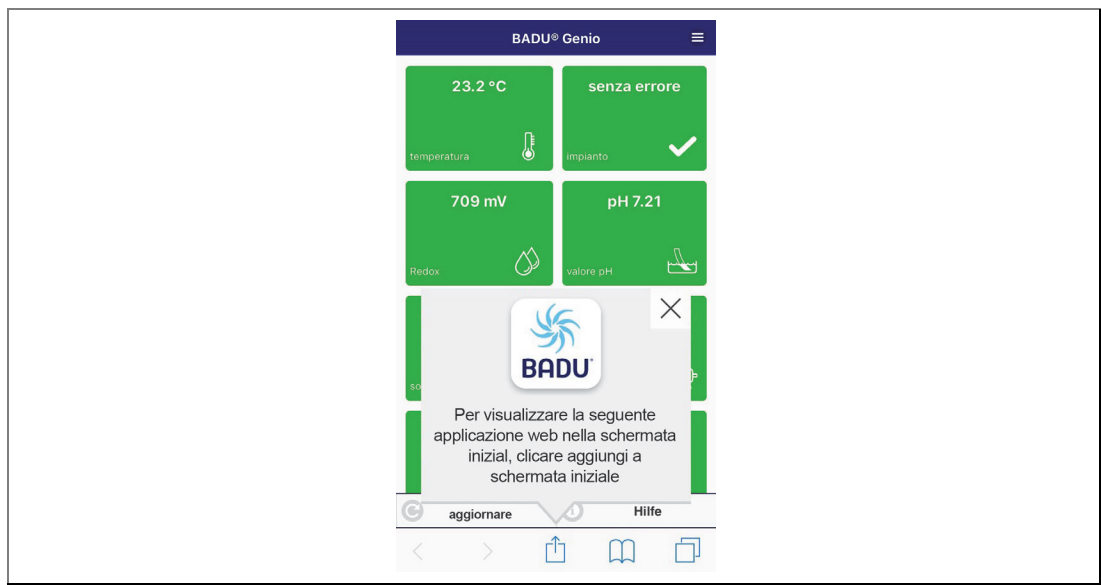 BADU® Genio
23.2 °C
senza errore
temperatura
impianto
709 mV
pH 7.21
Redox
valore pH
BADU®
so
Per visualizzare la seguente
applicazione web nella schermata
inizial, clicare aggiungi a
schermata iniziale
aggiornare
Hilfe